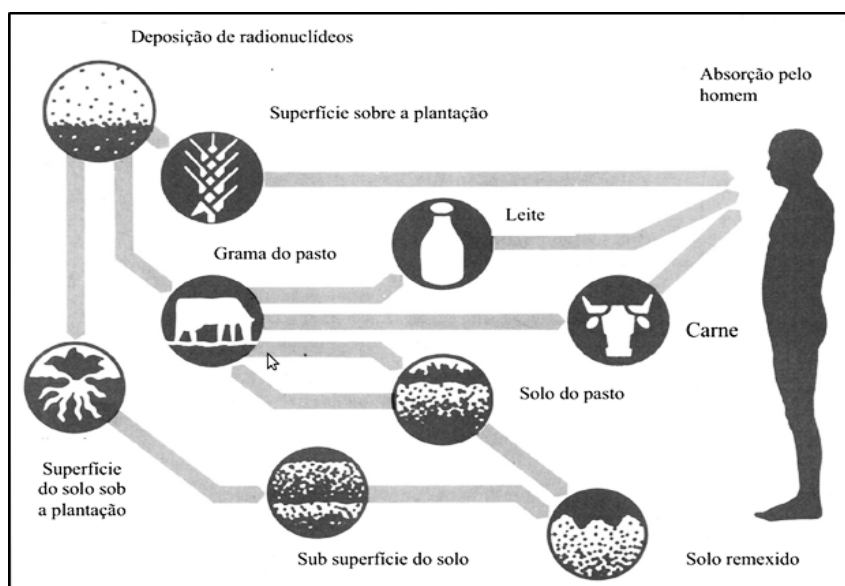 Deposição de radionuclídeos
Absorção pelo
homem
Superfície sobre a plantação
Leite
Grama do pasto
Carne
Solo do pasto
Superfície
do solo sob
a plantação
Sub superfície do solo
Solo remexido